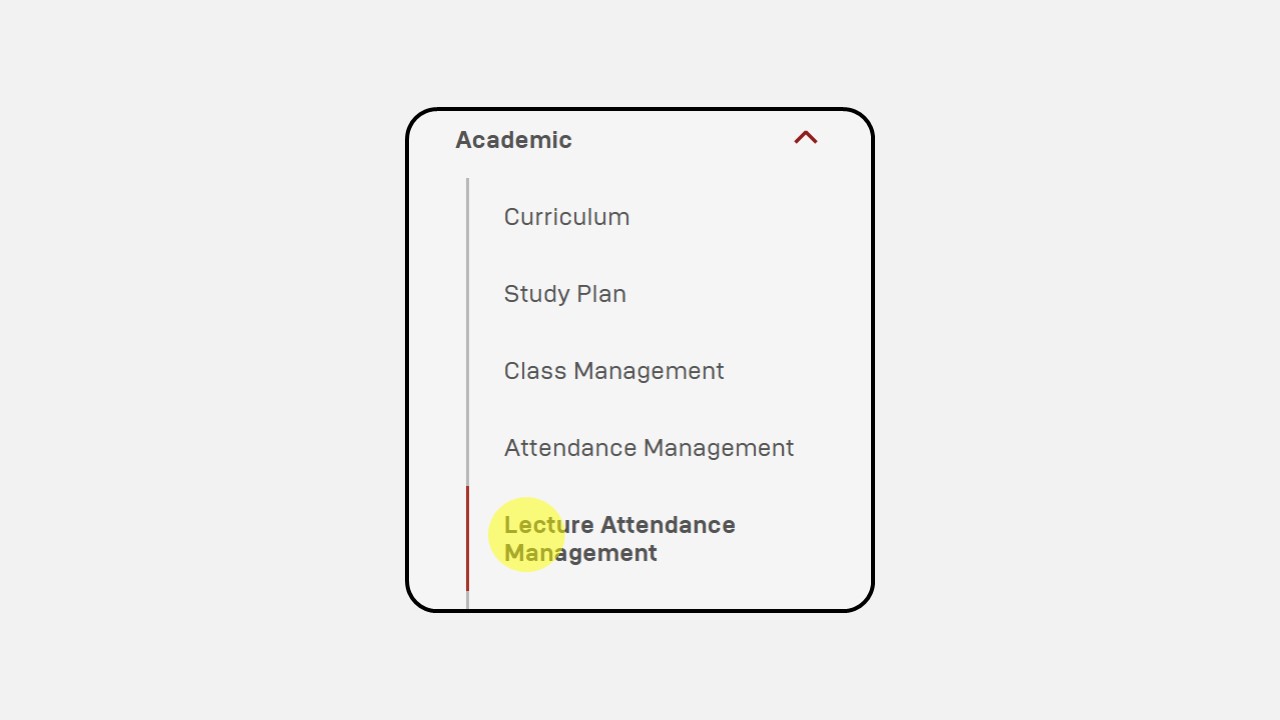 Academic
Curriculum
Study Plan
Class Management
Attendance Management
Lecture Attendance
Management